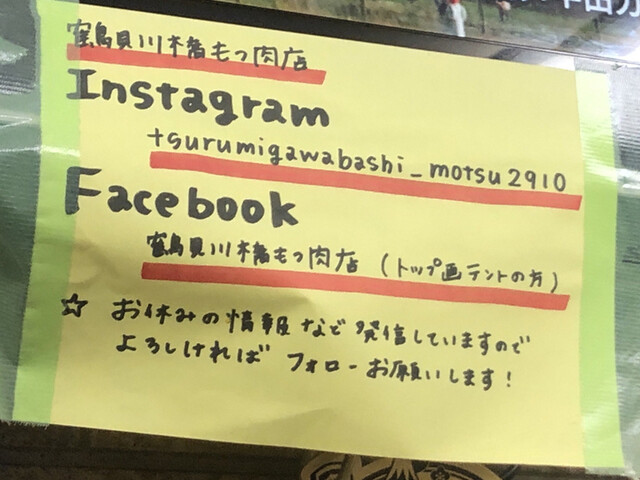 鶴見川橋もつ肉店
Instagram
tsurumigawabashi_motsu2910
Facebook
鶴見川橋もつ肉店 (トップ画テントの方)
☆ お休みの情報など発信していますので
よろしければ フォローお願いします!